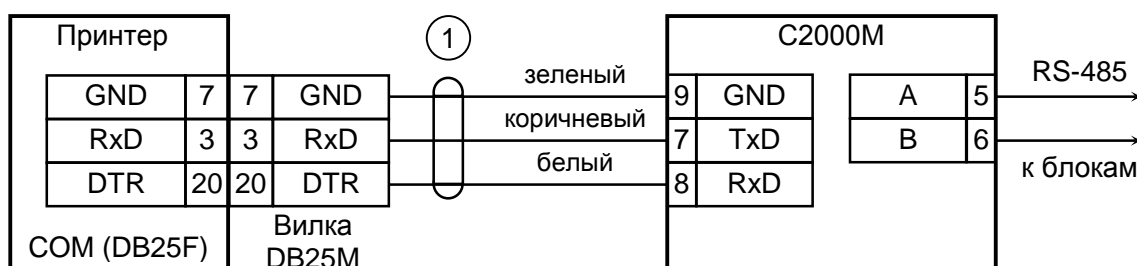 Принтер
1
С2000М
GND 7 7 GND зеленый 9 GND A 5 RS-485
RxD 3 3 RxD коричневый 7 TxD B 6
DTR 20 20 DTR белый 8 RxD к блокам
COM (DB25F)
Вилка
DB25M